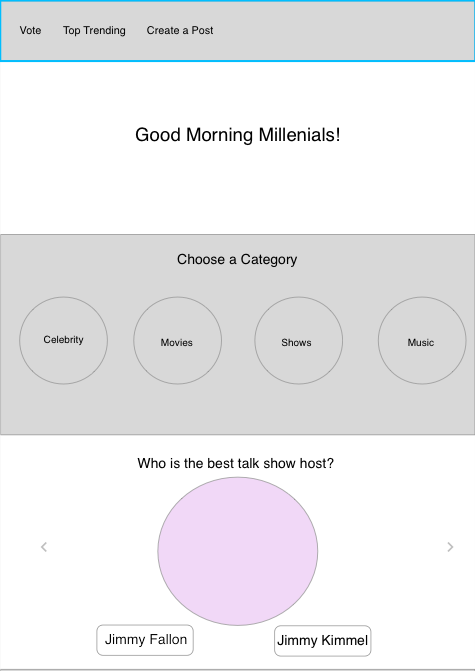 Vote Top Trending Create a Post
Good Morning Millenials!
Choose a Category
Celebrity Movies Shows Music
Who is the best talk show host?
Jimmy Fallon Jimmy Kimmel